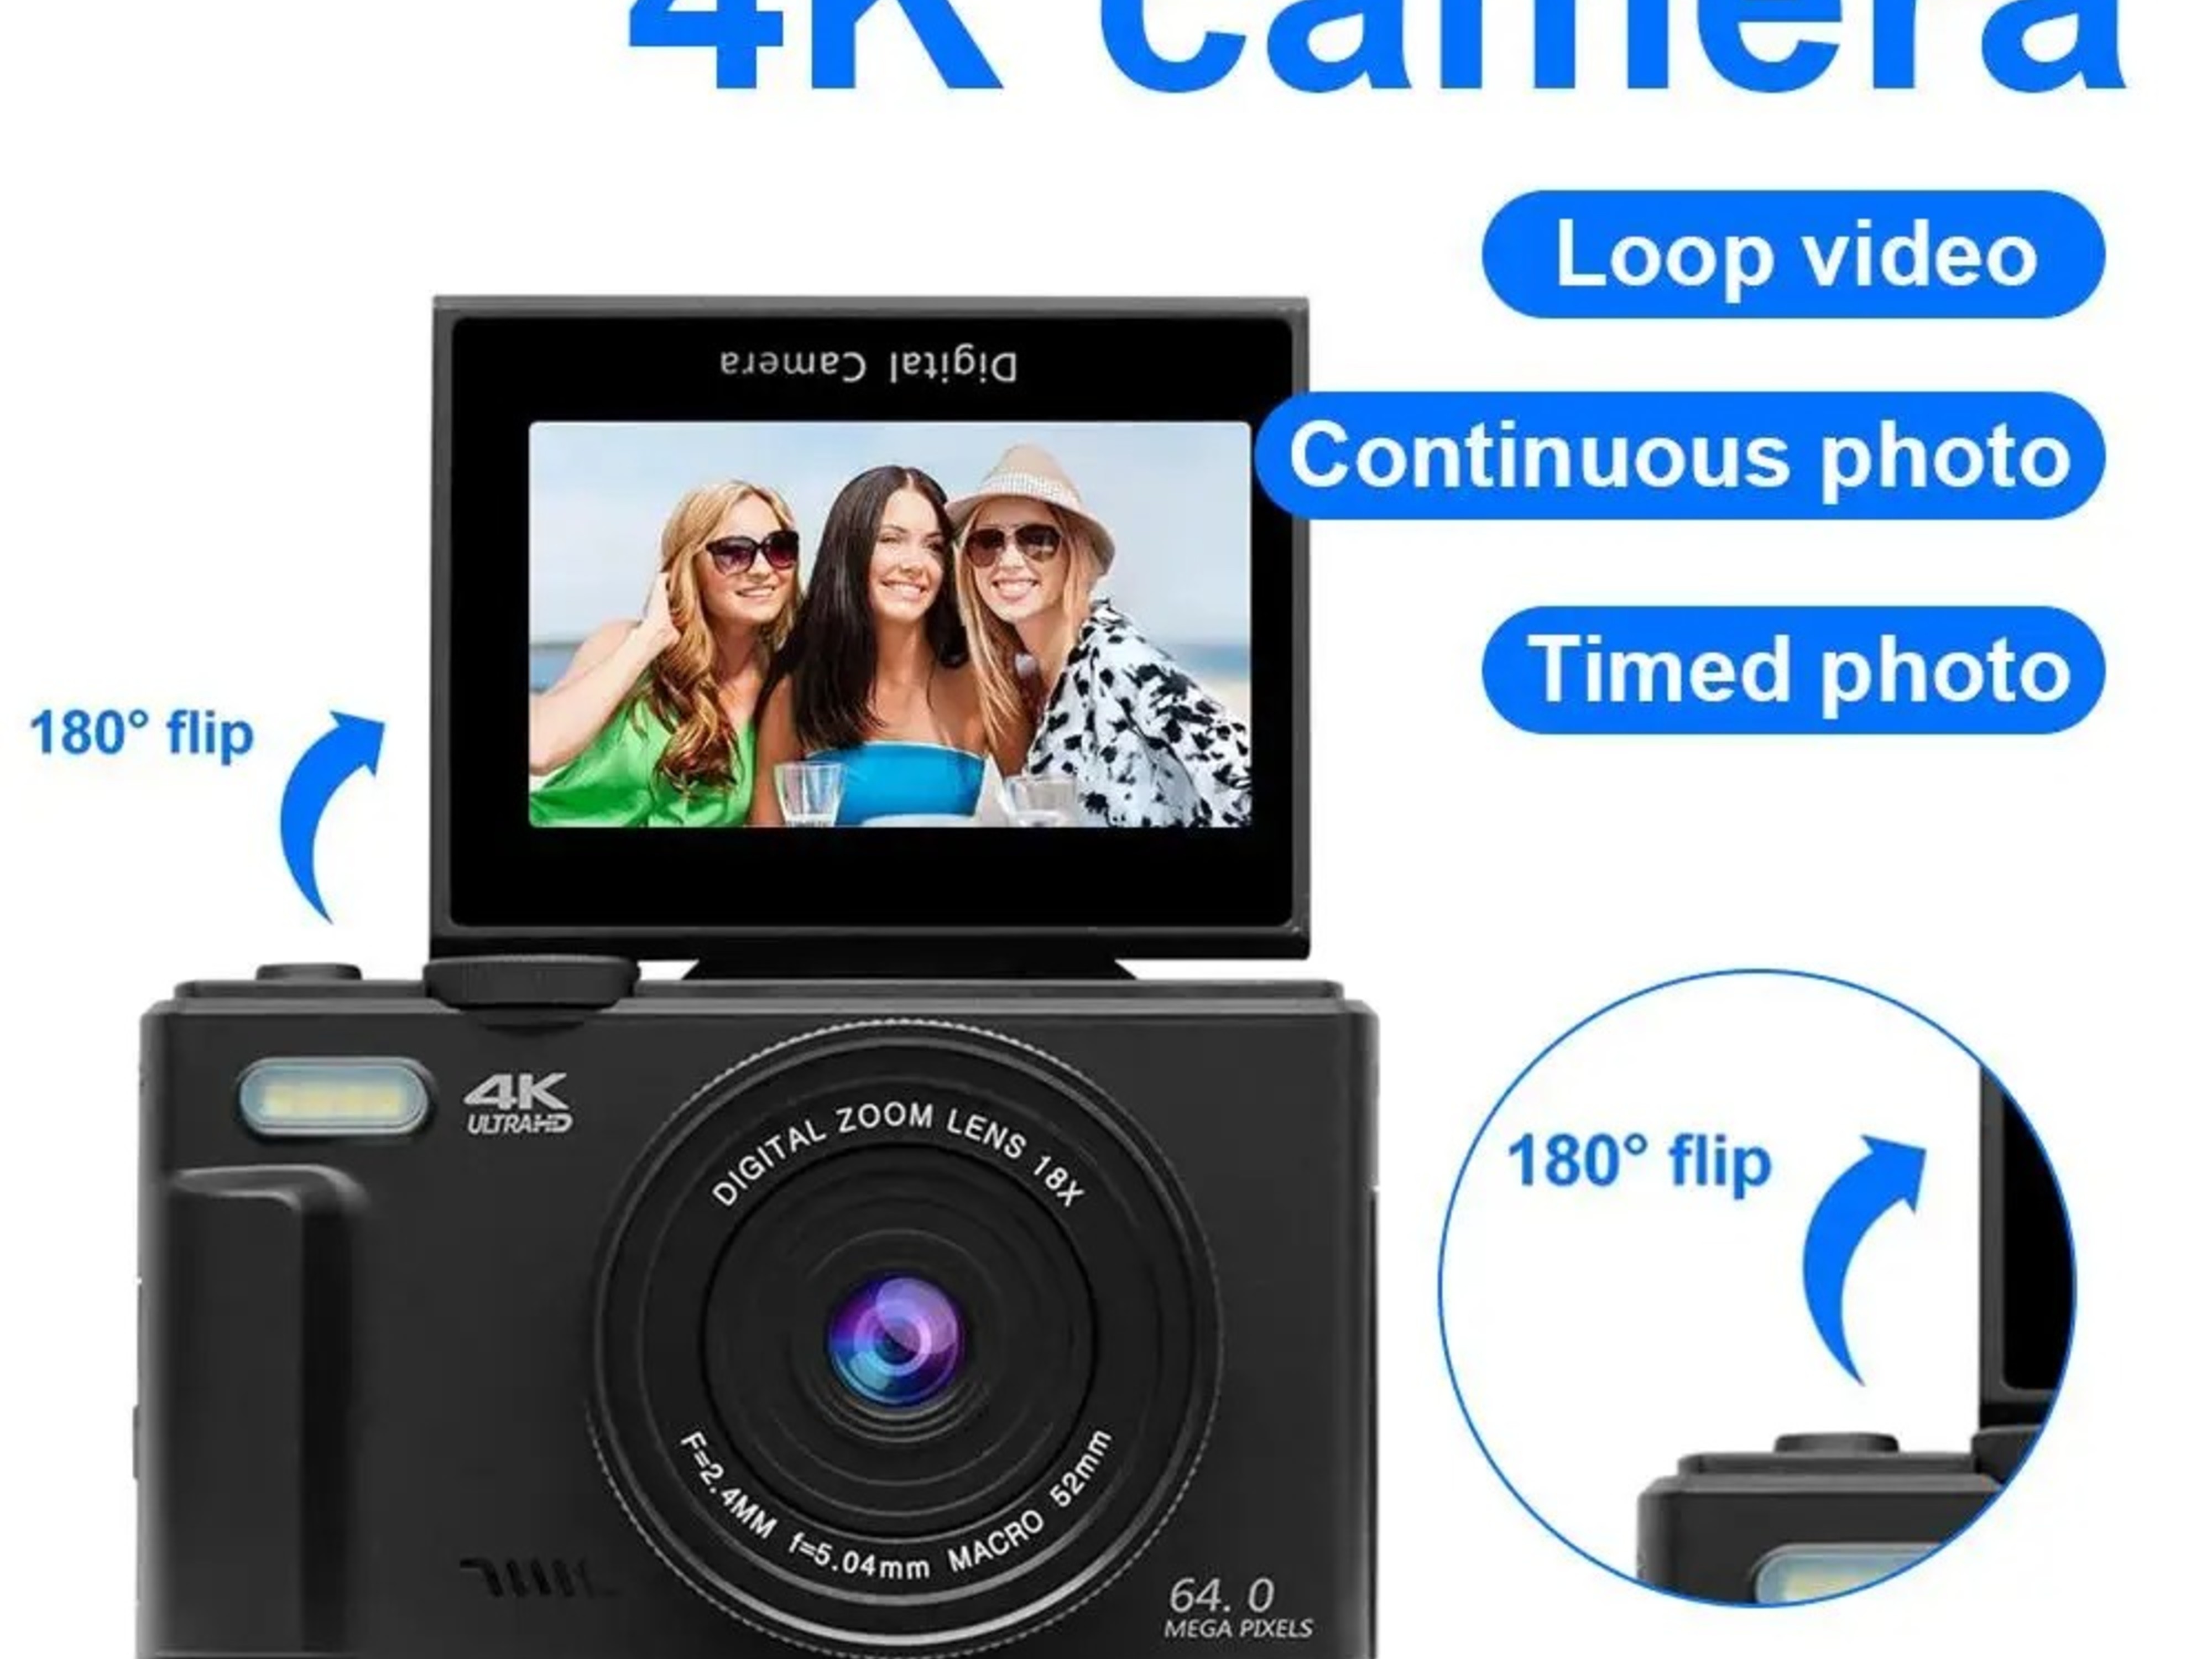 4K camera
Loop video
Digital Camera
Continuous photo
Timed photo
180° flip
4K
ULTRAHD
DIGITAL ZOOM LENS 18X
180° flip
F=2.4MM f=5.04mm MACRO 52mm
64.0
MEGA PIXELS